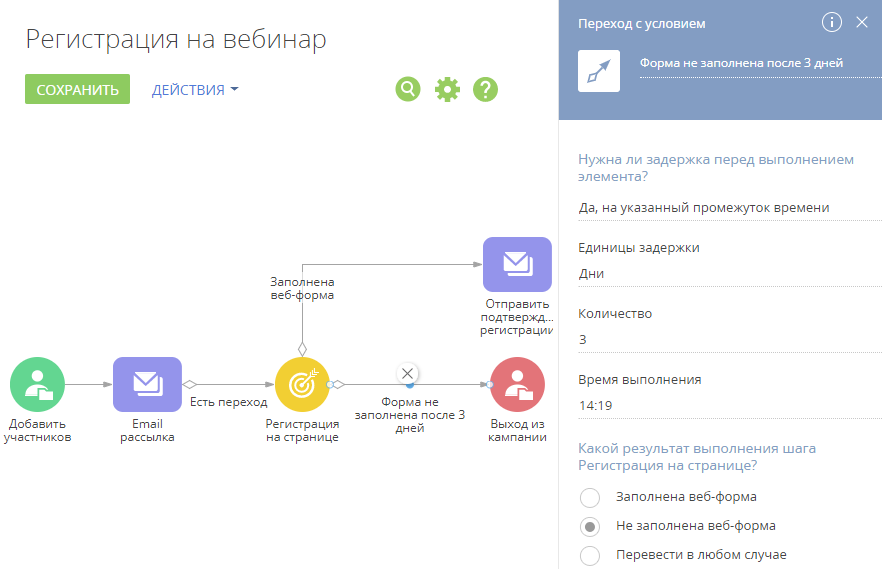 Регистрация на вебинар
СОХРАНИТЬ
ДЕЙСТВИЯ
Заполнена
веб-форма
Отправить
подтвержд...
регистрации
Есть переход
Форма не
заполнена после 3
дней
Добавить
участников
Email
рассылка
Регистрация
на странице
Выход из
кампании
Переход с условием
Форма не заполнена после 3 дней
Нужна ли задержка перед выполнением
элемента?
Да, на указанный промежуток времени
Единицы задержки
Дни
Количество
3
Время выполнения
14:19
Какой результат выполнения шага
Регистрация на странице?
Заполнена веб-форма
Не заполнена веб-форма
Перевести в любом случае